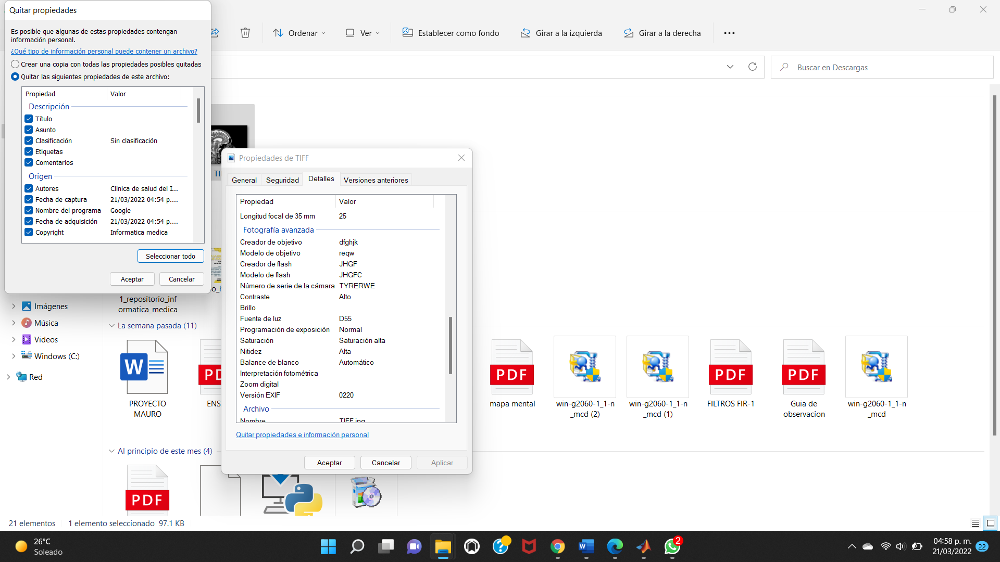 Quitar propiedades
Es posible que algunas de estas propiedades contengan
información personal.
¿Qué tipo de información personal puede contener un archivo?
Crear una copia con todas las propiedades posibles quitadas
Quitar las siguientes propiedades de este archivo:
Propiedad Valor
Descripción
Título
Asunto
Clasificación Sin clasificación
Etiquetas
Comentarios
Origen
Autores Clinica de salud del I...
Fecha de captura 21/03/2022 04:54 p....
Nombre del programa Google
Fecha de adquisición 21/03/2022 04:54 p....
Copyright Informatica medica
Seleccionar todo
Aceptar Cancelar
Ordenar Ver Establecer como fondo Girar a la izquierda Girar a la derecha
Buscar en Descargas
Propiedades de TIFF
General Seguridad Detalles Versiones anteriores
Propiedad Valor
Longitud focal de 35 mm 25
Fotografía avanzada
Creador de objetivo dfghjk
Modelo de objetivo reqw
Creador de flash JHGF
Modelo de flash JHGFC
Número de serie de la cámara TYRERWE
Contraste Alto
Brillo
Fuente de luz D55
Programación de exposición Normal
Saturación Saturación alta
Nitidez Alta
Balance de blanco Automático
Interpretación fotométrica
Zoom digital
Versión EXIF 0220
Archivo
Nombre TIFF.jpg
Quitar propiedades e información personal
Aceptar Cancelar Aplicar
Imágenes
Música
Videos
Windows (C:)
Red
1_repositorio_inf
ormatica_medica
La semana pasada (11)
W
PROYECTO
MAURO
ENS
PDF
mapa mental
win-g2060-1_1-n
_mcd (2)
win-g2060-1_1-n
_mcd (1)
PDF
FILTROS FIR-1
PDF
Guia de
observacion
win-g2060-1_1-n
_mcd
Al principio de este mes (4)
PDF
21 elementos 1 elemento seleccionado 97.1 KB
26°C
Soleado
2
04:58 p. m.
21/03/2022
22